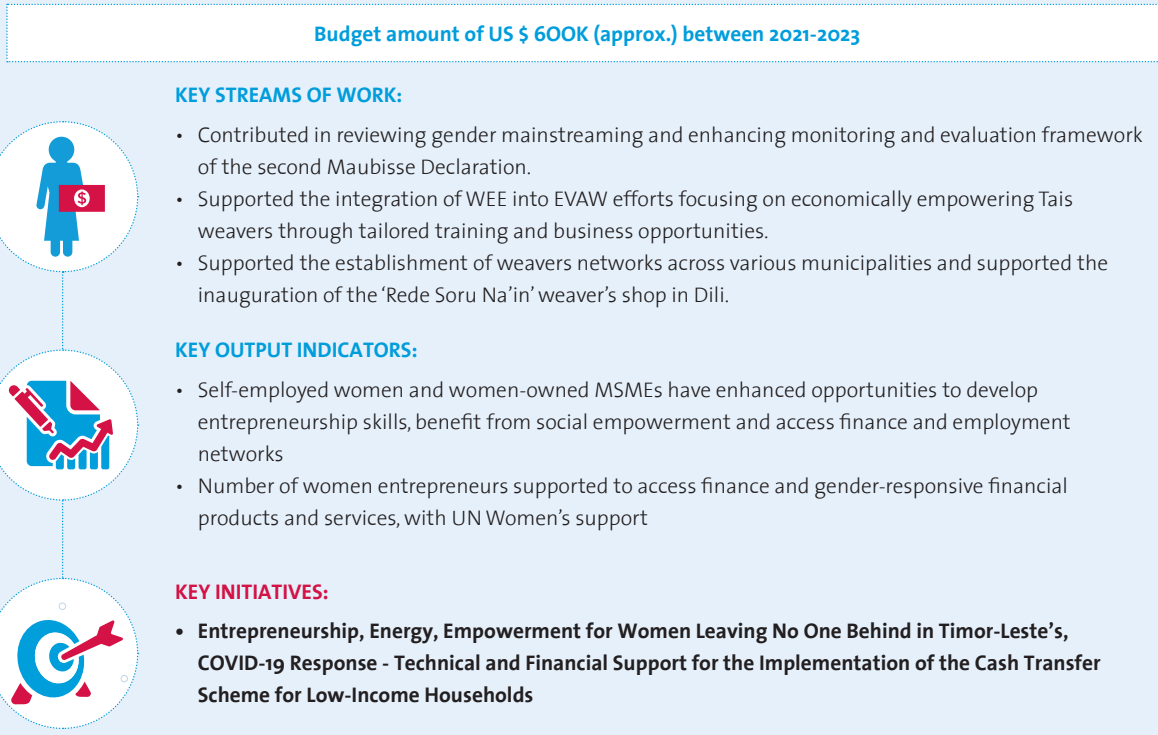 Budget amount of US $ 600K (approx.) between 2021-2023
KEY STREAMS OF WORK:
• Contributed in reviewing gender mainstreaming and enhancing monitoring and evaluation framework
of the second Maubisse Declaration.
• Supported the integration of WEE into EVAW efforts focusing on economically empowering Tais
weavers through tailored training and business opportunities.
• Supported the establishment of weavers networks across various municipalities and supported the
inauguration of the ‘Rede Soru Na’in’ weaver’s shop in Dili.
$
KEY OUTPUT INDICATORS:
• Self-employed women and women-owned MSMEs have enhanced opportunities to develop
entrepreneurship skills, benefit from social empowerment and access finance and employment
networks
• Number of women entrepreneurs supported to access finance and gender-responsive financial
products and services, with UN Women’s support
KEY INITIATIVES:
• Entrepreneurship, Energy, Empowerment for Women Leaving No One Behind in Timor-Leste’s,
COVID-19 Response - Technical and Financial Support for the Implementation of the Cash Transfer
Scheme for Low-Income Households